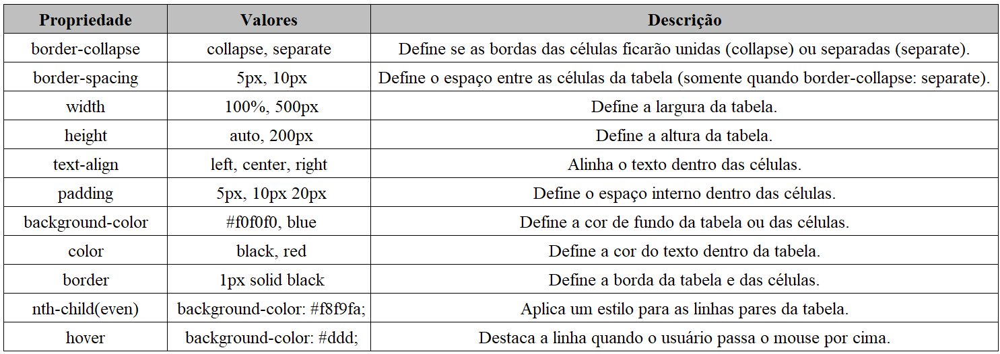 Propriedade Valores Descrição
border-collapse collapse, separate Define se as bordas das células ficarão unidas (collapse) ou separadas (separate).
border-spacing 5px, 10px Define o espaço entre as células da tabela (somente quando border-collapse: separate).
width 100%, 500px Define a largura da tabela.
height auto, 200px Define a altura da tabela.
text-align left, center, right Alinha o texto dentro das células.
padding 5px, 10px 20px Define o espaço interno dentro das células.
background-color #f0f0f0, blue Define a cor de fundo da tabela ou das células.
color black, red Define a cor do texto dentro da tabela.
border 1px solid black Define a borda da tabela e das células.
nth-child(even) background-color: #f8f9fa; Aplica um estilo para as linhas pares da tabela.
hover background-color: #ddd; Destaca a linha quando o usuário passa o mouse por cima.